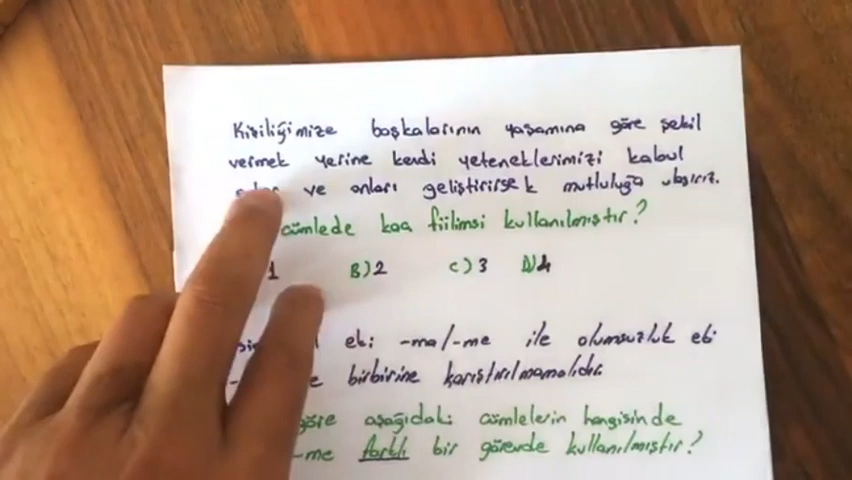 Kişiliğimize başkalarının yaşamına göre şekil
vermek yerine kendi yeteneklerimizi kabul
ve onları geliştirirsek mutluluğa ulaşırız.
cümlede kaç fiilimsi kullanılmıştır?
1 B) 2 C) 3 D) 4
eki -ma/-me ile olumsuzluk eki
birbirine karıştırılmamalıdır.
göre aşağıdaki cümlelerin hangisinde
-me farklı bir görevde kullanılmıştır?